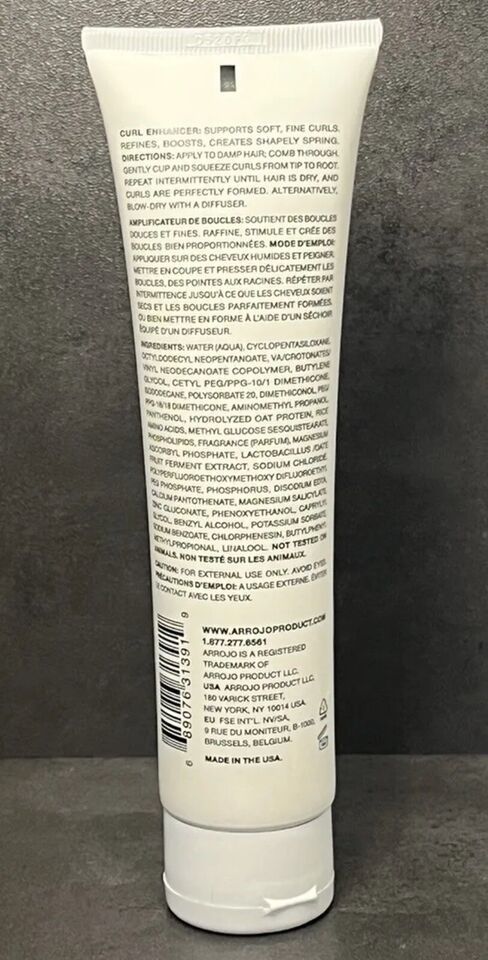 CURL ENHANCER: SUPPORTS SOFT, FINE CURLS,
REFINES, BOOSTS, CREATES SHAPELY SPRING.
DIRECTIONS: APPLY TO DAMP HAIR; COMB THROUGH,
GENTLY CUP AND SQUEEZE CURLS FROM TIP TO ROOT.
REPEAT INTERMITTENTLY UNTIL HAIR IS DRY, AND
CURLS ARE PERFECTLY FORMED. ALTERNATIVELY,
BLOW-DRY WITH A DIFFUSER.
AMPLIFICATEUR DE BOUCLES: SOUTIENT DES BOUCLES
DOUCES ET FINES. RAFFINE, STIMULE ET CRÉE DES
BOUCLES BIEN PROPORTIONNÉES. MODE D'EMPLOI:
APPLIQUER SUR DES CHEVEUX HUMIDES ET PEIGNER,
METTRE EN COUPE ET PRESSER DÉLICATEMENT LES
BOUCLES, DES POINTES AUX RACINES. RÉPÉTER PAR
INTERMITTENCE JUSQU'À CE QUE LES CHEVEUX SOIENT
SECS ET LES BOUCLES PARFAITEMENT FORMÉES,
OU BIEN METTRE EN FORME À L'AIDE D'UN SÉCHOIR
ÉQUIPÉ D'UN DIFFUSEUR.
INGREDIENTS: WATER (AQUA), CYCLOPENTASILOXANE,
OCTYLDODECYL NEOPENTANOATE, VA/CROTONATES/
VINYL NEODECANOATE COPOLYMER, BUTYLENE
GLYCOL, CETYL PEG/PPG-10/1 DIMETHICONE,
ISODODECANE, POLYSORBATE 20, DIMETHICONOL, PEG/
PPG-18/18 DIMETHICONE, AMINOMETHYL PROPANOL,
PANTHENOL, HYDROLYZED OAT PROTEIN, RICE
AMINO ACIDS, METHYL GLUCOSE SESQUISTEARATE,
PHOSPHOLIPIDS, FRAGRANCE (PARFUM), MAGNESIUM
ASCORBYL PHOSPHATE, LACTOBACILLUS /DATE
FRUIT FERMENT EXTRACT, SODIUM CHLORIDE,
POLYPERFLUOROETHOXYMETHOXY DIFLUOROETHYL
PEG PHOSPHATE, PHOSPHORUS, DISODIUM EDTA,
CALCIUM PANTOTHENATE, MAGNESIUM SALICYLATE,
ZINC GLUCONATE, PHENOXYETHANOL, CAPRYLYL
GLYCOL, BENZYL ALCOHOL, POTASSIUM SORBATE,
SODIUM BENZOATE, CHLORPHENESIN, BUTYLPHENYL
METHYLPROPIONAL, LINALOOL. NOT TESTED ON
ANIMALS. NON TESTÉ SUR LES ANIMAUX.
CAUTION: FOR EXTERNAL USE ONLY. AVOID EYES.
PRÉCAUTIONS D'EMPLOI: A USAGE EXTERNE. ÉVITER
LE CONTACT AVEC LES YEUX.
WWW.ARROJOPRODUCT.COM
1.877.277.6561
ARROJO IS A REGISTERED
TRADEMARK OF
ARROJO PRODUCT LLC.
USA ARROJO PRODUCT LLC,
180 VARICK STREET,
NEW YORK, NY 10014 USA.
EU FSE INT'L. NV/SA,
9 RUE DU MONITEUR, B-1000,
BRUSSELS, BELGIUM.
MADE IN THE USA.
6 89076 31391 9